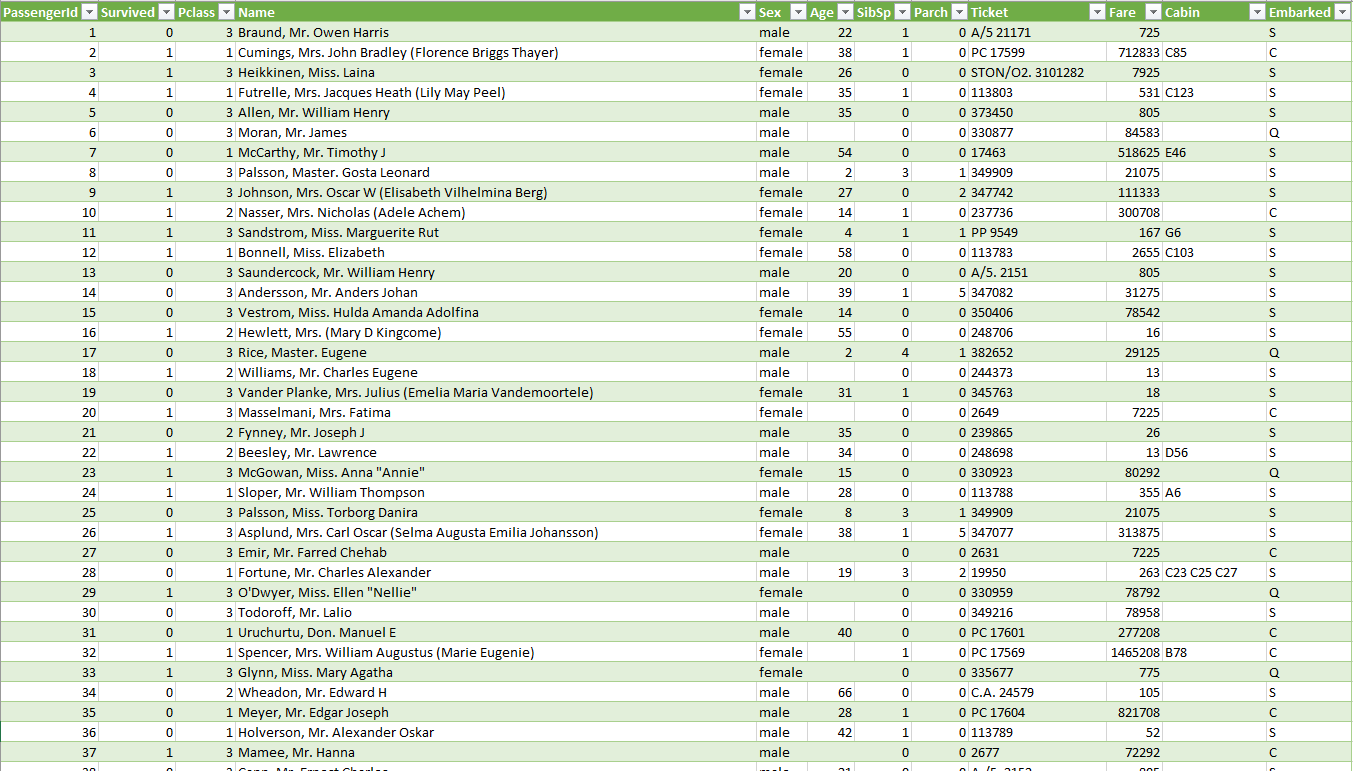 PassengerId Survived Pclass Name Sex Age SibSp Parch Ticket Fare Cabin Embarked
1 0 3 Braund, Mr. Owen Harris male 22 1 0 A/5 21171 725 S
2 1 1 Cumings, Mrs. John Bradley (Florence Briggs Thayer) female 38 1 0 PC 17599 712833 C85 C
3 1 3 Heikkinen, Miss. Laina female 26 0 0 STON/O2. 3101282 7925 S
4 1 1 Futrelle, Mrs. Jacques Heath (Lily May Peel) female 35 1 0 113803 531 C123 S
5 0 3 Allen, Mr. William Henry male 35 0 0 373450 805 S
6 0 3 Moran, Mr. James male 0 0 330877 84583 Q
7 0 1 McCarthy, Mr. Timothy J male 54 0 0 17463 518625 E46 S
8 0 3 Palsson, Master. Gosta Leonard male 2 3 1 349909 21075 S
9 1 3 Johnson, Mrs. Oscar W (Elisabeth Vilhelmina Berg) female 27 0 2 347742 111333 S
10 1 2 Nasser, Mrs. Nicholas (Adele Achem) female 14 1 0 237736 300708 C
11 1 3 Sandstrom, Miss. Marguerite Rut female 4 1 1 PP 9549 167 G6 S
12 1 1 Bonnell, Miss. Elizabeth female 58 0 0 113783 2655 C103 S
13 0 3 Saundercock, Mr. William Henry male 20 0 0 A/5. 2151 805 S
14 0 3 Andersson, Mr. Anders Johan male 39 1 5 347082 31275 S
15 0 3 Vestrom, Miss. Hulda Amanda Adolfina female 14 0 0 350406 78542 S
16 1 2 Hewlett, Mrs. (Mary D Kingcome) female 55 0 0 248706 16 S
17 0 3 Rice, Master. Eugene male 2 4 1 382652 29125 Q
18 1 2 Williams, Mr. Charles Eugene male 0 0 244373 13 S
19 0 3 Vander Planke, Mrs. Julius (Emelia Maria Vandemoortele) female 31 1 0 345763 18 S
20 1 3 Masselmani, Mrs. Fatima female 0 0 2649 7225 C
21 0 2 Fynney, Mr. Joseph J male 35 0 0 239865 26 S
22 1 2 Beesley, Mr. Lawrence male 34 0 0 248698 13 D56 S
23 1 3 McGowan, Miss. Anna "Annie" female 15 0 0 330923 80292 Q
24 1 1 Sloper, Mr. William Thompson male 28 0 0 113788 355 A6 S
25 0 3 Palsson, Miss. Torborg Danira female 8 3 1 349909 21075 S
26 1 3 Asplund, Mrs. Carl Oscar (Selma Augusta Emilia Johansson) female 38 1 5 347077 313875 S
27 0 3 Emir, Mr. Farred Chehab male 0 0 2631 7225 C
28 0 1 Fortune, Mr. Charles Alexander male 19 3 2 19950 263 C23 C25 C27 S
29 1 3 O'Dwyer, Miss. Ellen "Nellie" female 0 0 330959 78792 Q
30 0 3 Todoroff, Mr. Lalio male 0 0 349216 78958 S
31 0 1 Uruchurtu, Don. Manuel E male 40 0 0 PC 17601 277208 C
32 1 1 Spencer, Mrs. William Augustus (Marie Eugenie) female 1 0 PC 17569 1465208 B78 C
33 1 3 Glynn, Miss. Mary Agatha female 0 0 335677 775 Q
34 0 2 Wheadon, Mr. Edward H male 66 0 0 C.A. 24579 105 S
35 0 1 Meyer, Mr. Edgar Joseph male 28 1 0 PC 17604 821708 C
36 0 1 Holverson, Mr. Alexander Oskar male 42 1 0 113789 52 S
37 1 3 Mamee, Mr. Hanna male 0 0 2677 72292 C